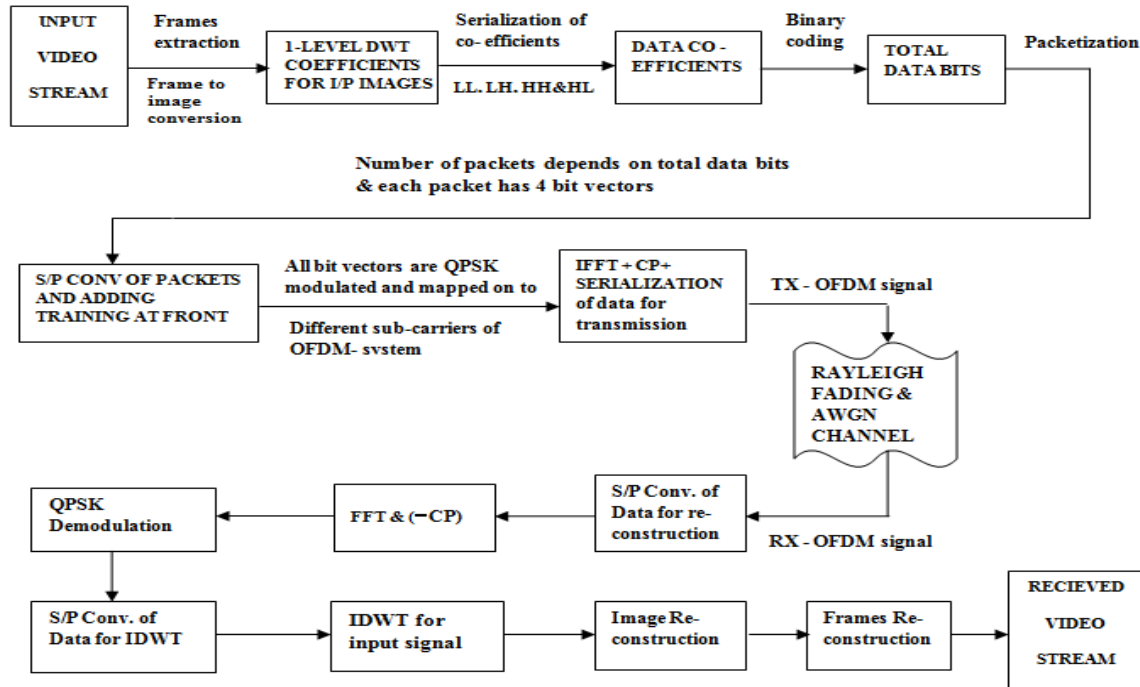 INPUT
VIDEO
STREAM
Frames
extraction
Frame to
image
conversion
1-LEVEL DWT
COEFFICIENTS
FOR I/P IMAGES
Serialization of
co- efficients
LL. LH. HH&HL
DATA CO -
EFFICIENTS
Binary
coding
TOTAL
DATA BITS
Packetization
Number of packets depends on total data bits
& each packet has 4 bit vectors
S/P CONV OF PACKETS
AND ADDING
TRAINING AT FRONT
All bit vectors are QPSK
modulated and mapped on to
Different sub-carriers of
OFDM- system
IFFT + CP+
SERIALIZATION
of data for
transmission
TX - OFDM signal
RAYLEIGH
FADING &
AWGN
CHANNEL
RX - OFDM signal
S/P Conv. of
Data for re-
construction
FFT & (−CP)
QPSK
Demodulation
S/P Conv. of
Data for IDWT
IDWT for
input signal
Image Re-
construction
Frames Re-
construction
RECIEVED
VIDEO
STREAM